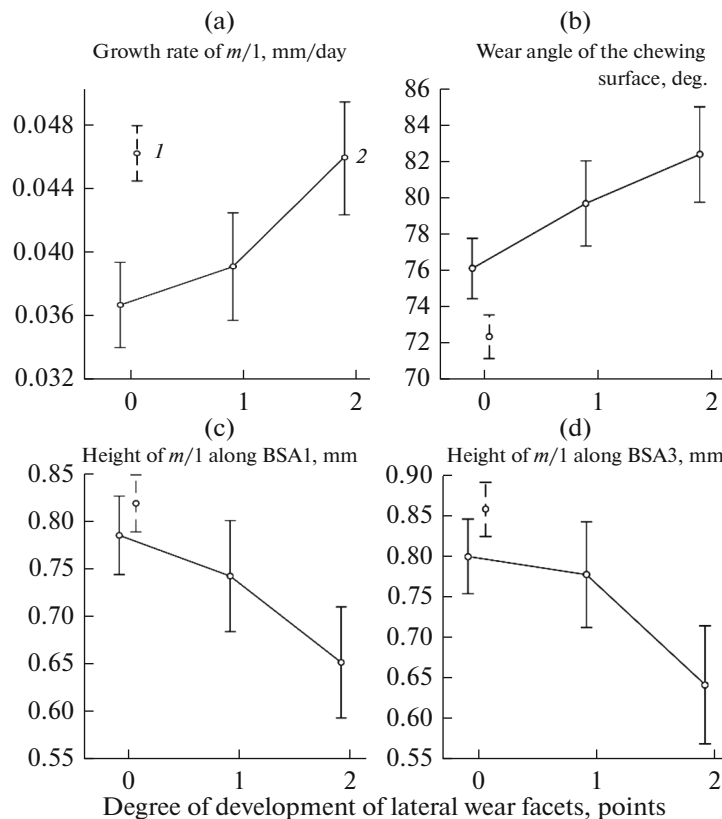 (a)
Growth rate of m/1, mm/day
0.048
0.044
0.040
0.036
0.032
1
2
0 1 2
(b)
Wear angle of the chewing
surface, deg.
86
84
82
80
78
76
74
72
70
0 1 2
(c)
Height of m/1 along BSA1, mm
0.85
0.80
0.75
0.70
0.65
0.60
0.55
0 1 2
(d)
Height of m/1 along BSA3, mm
0.90
0.85
0.80
0.75
0.70
0.65
0.60
0.55
0 1 2
Degree of development of lateral wear facets, points